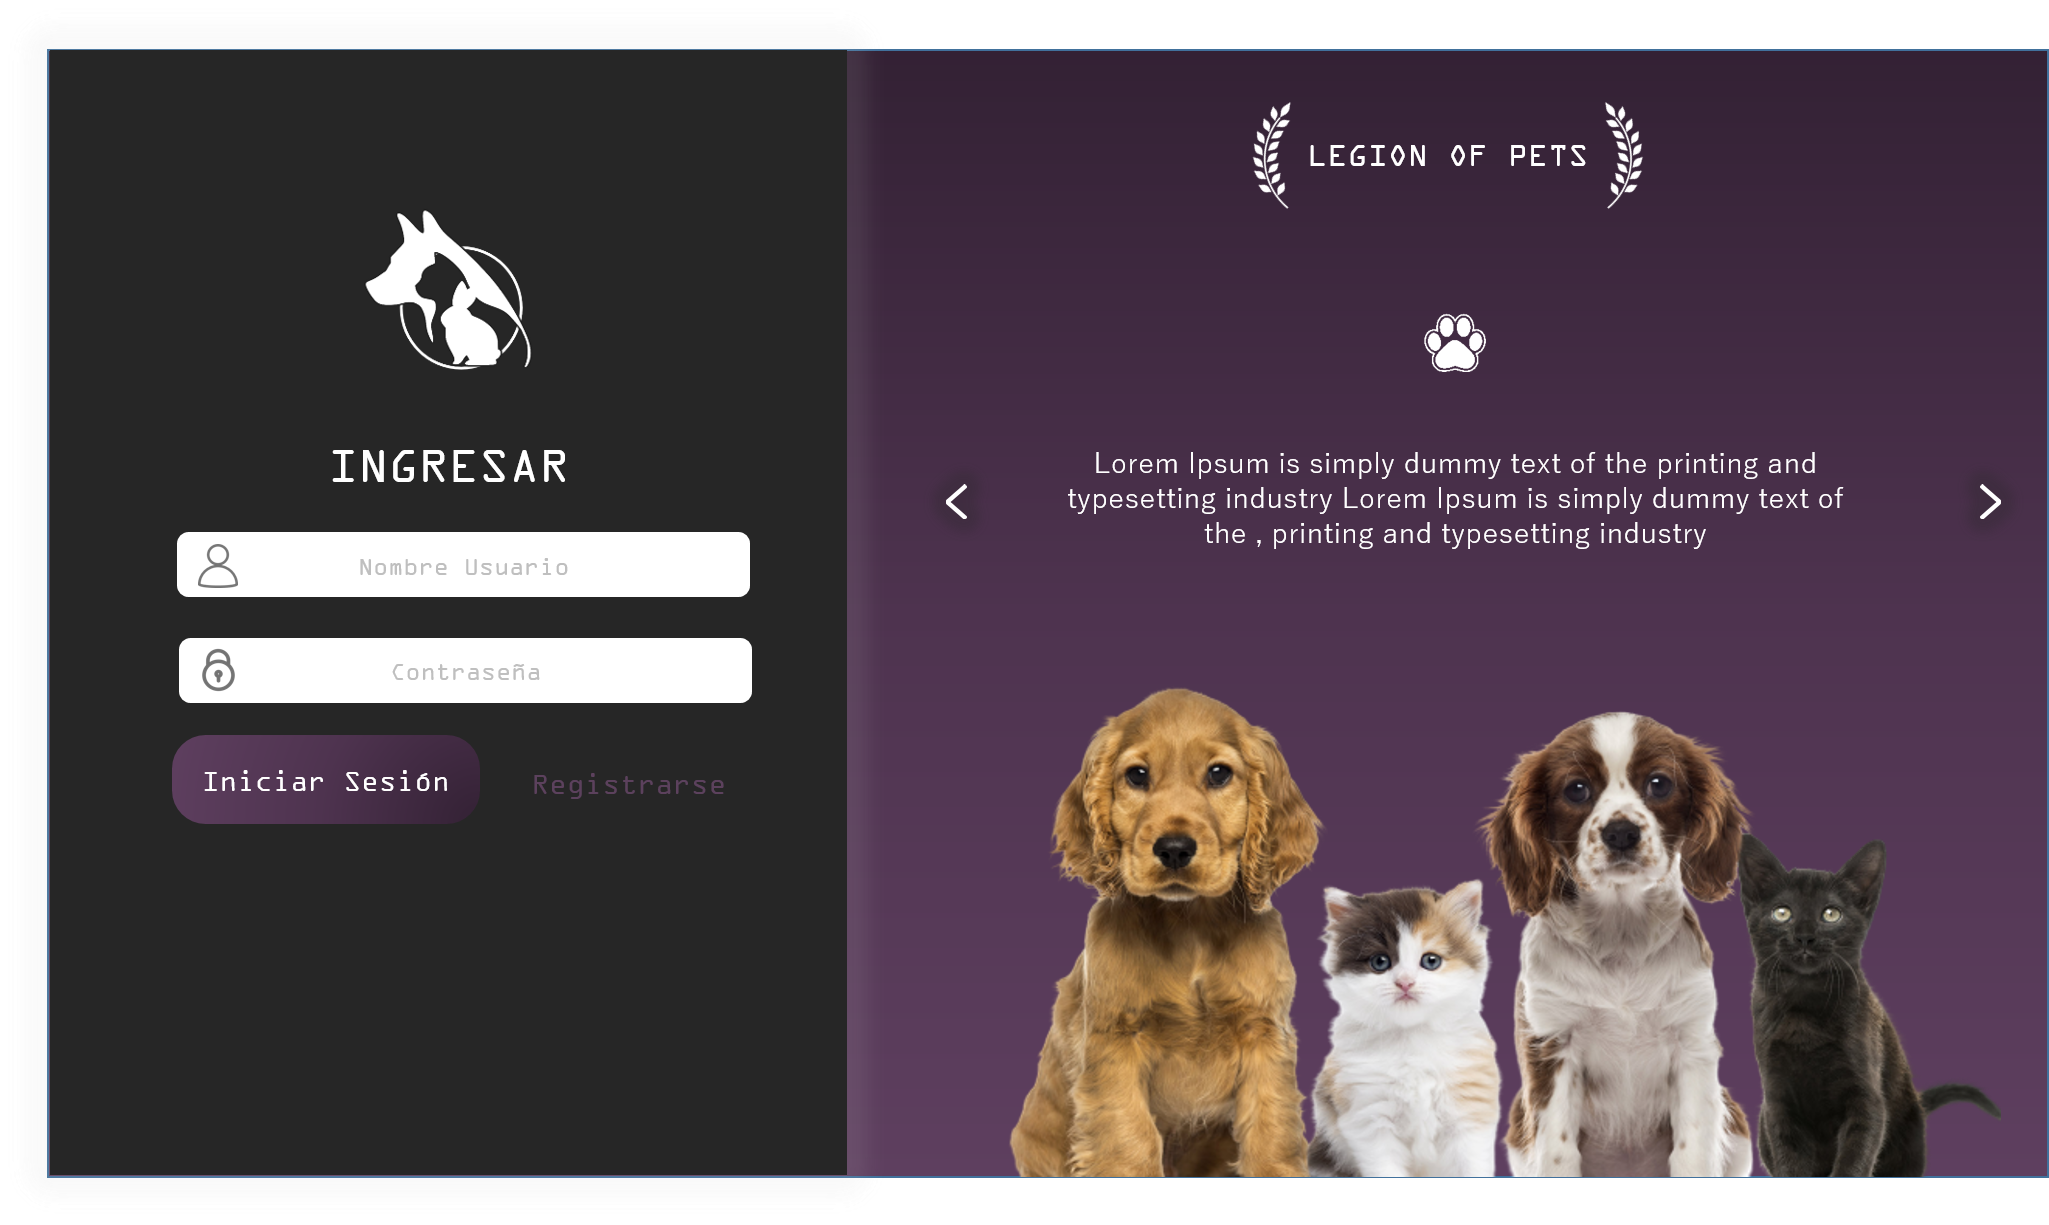 INGRESAR
Nombre Usuario
Contraseña
Iniciar Sesión
Registrarse
LEGION OF PETS
Lorem Ipsum is simply dummy text of the printing and
typesetting industry Lorem Ipsum is simply dummy text of
the , printing and typesetting industry